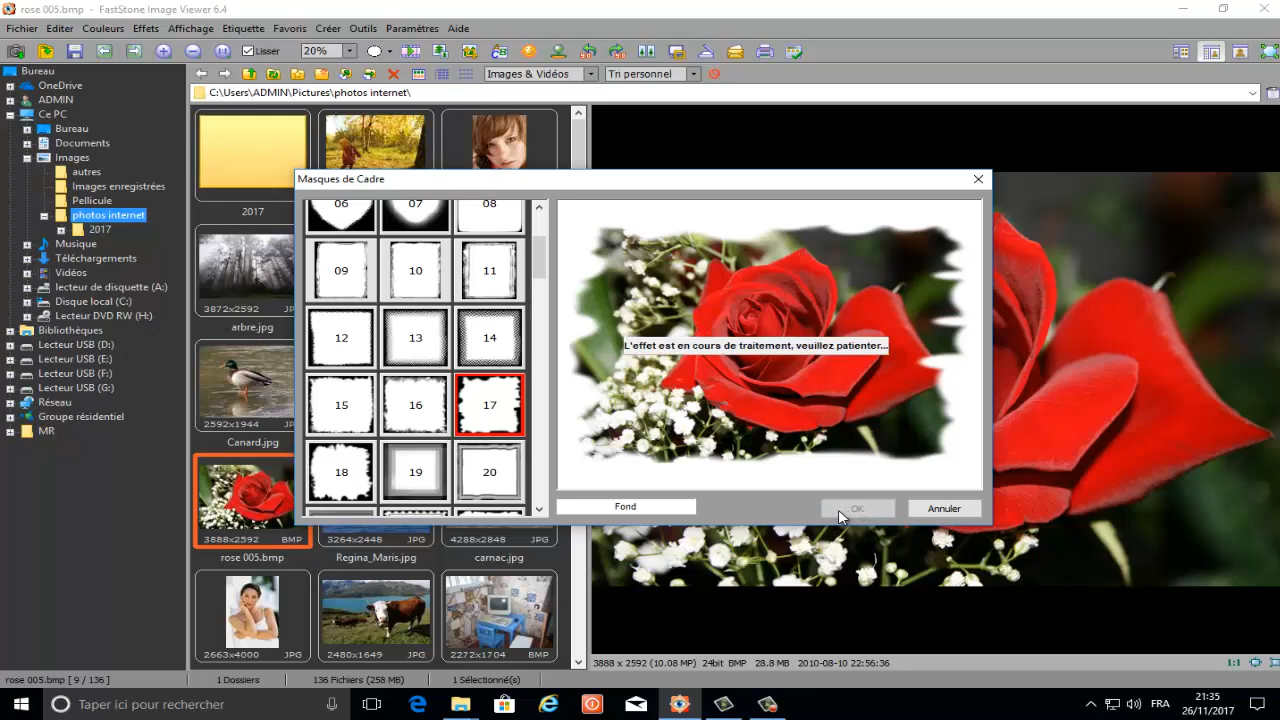 rose 005.bmp - FastStone Image Viewer 6.4
Fichier Editer Couleurs Effets Affichage Etiquette Favoris Créer Outils Paramètres Aide
Lisser 20%
Bureau
Images & Vidéos Tri personnel
C:\Users\ADMIN\Pictures\photos internet\
OneDrive
ADMIN
Ce PC
Bureau
Documents
Images
autres
Images enregistrées
Pellicule
photos internet
2017
Musique
Téléchargements
Vidéos
lecteur de disquette (A:)
Disque local (C:)
Lecteur DVD RW (H:)
Bibliothèques
Lecteur USB (D:)
Lecteur USB (E:)
Lecteur USB (F:)
Lecteur USB (G:)
Réseau
Groupe résidentiel
MR
2017
3872x2592
arbre.jpg
2592x1944
Canard.jpg
3888x2592 BMP
rose 005.bmp
3264x2448 JPG
Regina_Maris.jpg
4288x2848 JPG
carnac.jpg
2663x4000 JPG
2480x1649 JPG
2272x1704 BMP
Masques de Cadre
06 07 08
09 10 11
12 13 14
15 16 17
18 19 20
L'effet est en cours de traitement, veuillez patienter...
Fond
OK
Annuler
3888 x 2592 (10.08 MP) 24bit BMP 28.8 MB 2010-08-10 22:56:36
1:1
rose 005.bmp [ 9 / 136 ]
1 Dossiers
136 Fichiers (258 MB)
1 Sélectionné(s)
Taper ici pour rechercher
FRA
21:35
26/11/2017